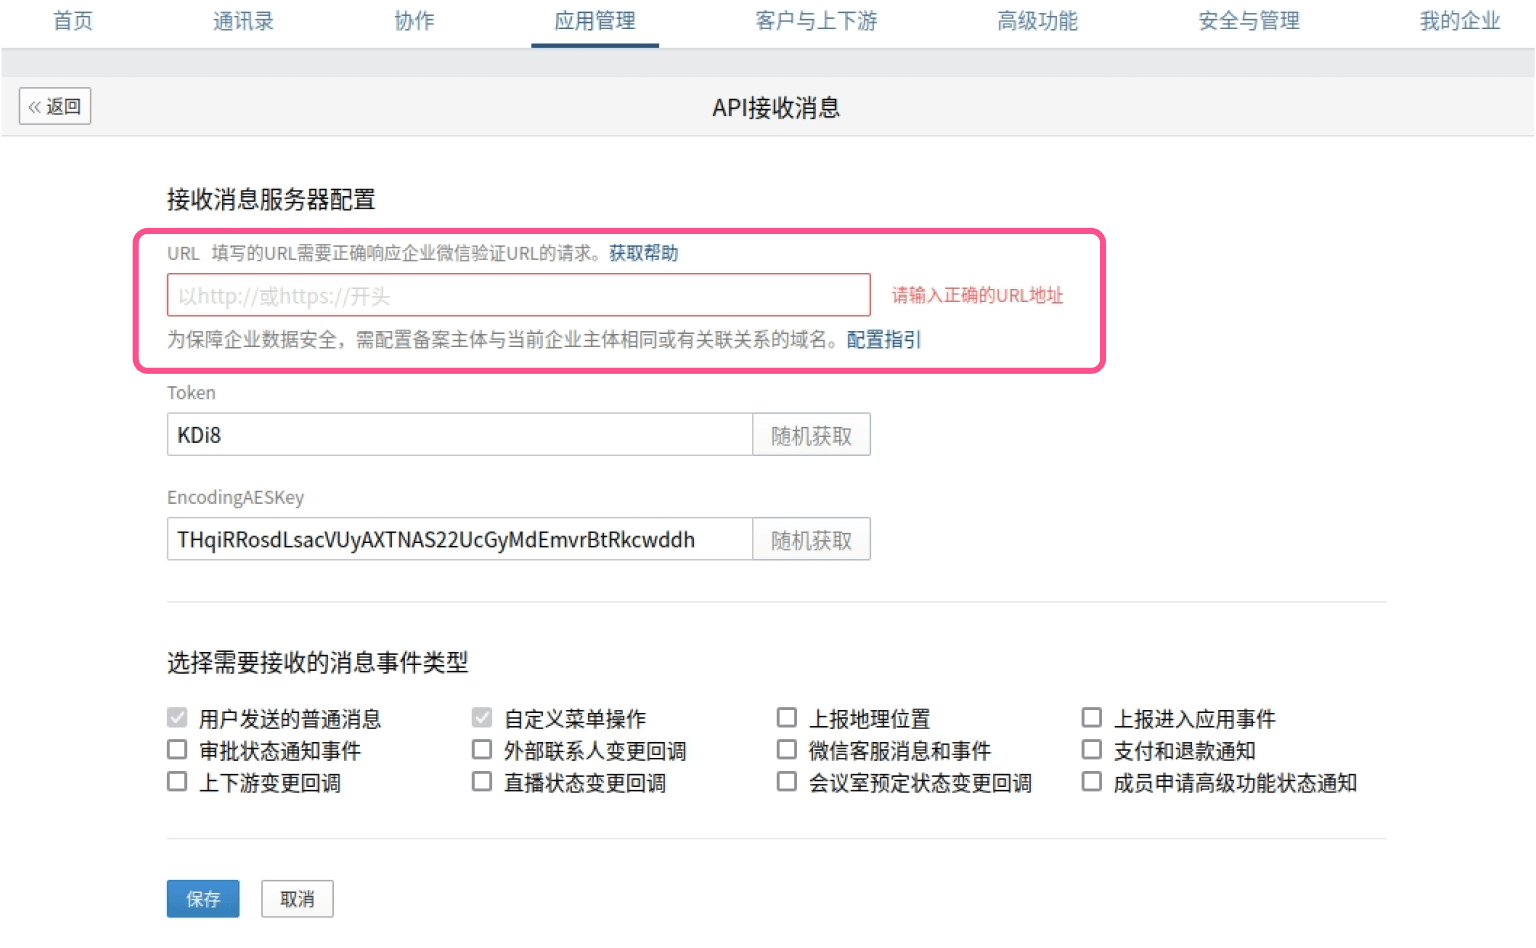 首页 通讯录 协作 应用管理 客户与上下游 高级功能 安全与管理 我的企业
« 返回 API接收消息
接收消息服务器配置
URL 填写的URL需要正确响应企业微信验证URL的请求。获取帮助
以http://或https://开头 请输入正确的URL地址
为保障企业数据安全，需配置备案主体与当前企业主体相同或有关联关系的域名。配置指引
Token
KDi8 随机获取
EncodingAESKey
THqiRRosdLsacVUyAXTNAS22UcGyMdEmvrBtRkcwddh 随机获取
选择需要接收的消息事件类型
用户发送的普通消息 自定义菜单操作 上报地理位置 上报进入应用事件
审批状态通知事件 外部联系人变更回调 微信客服消息和事件 支付和退款通知
上下游变更回调 直播状态变更回调 会议室预定状态变更回调 成员申请高级功能状态通知
保存 取消